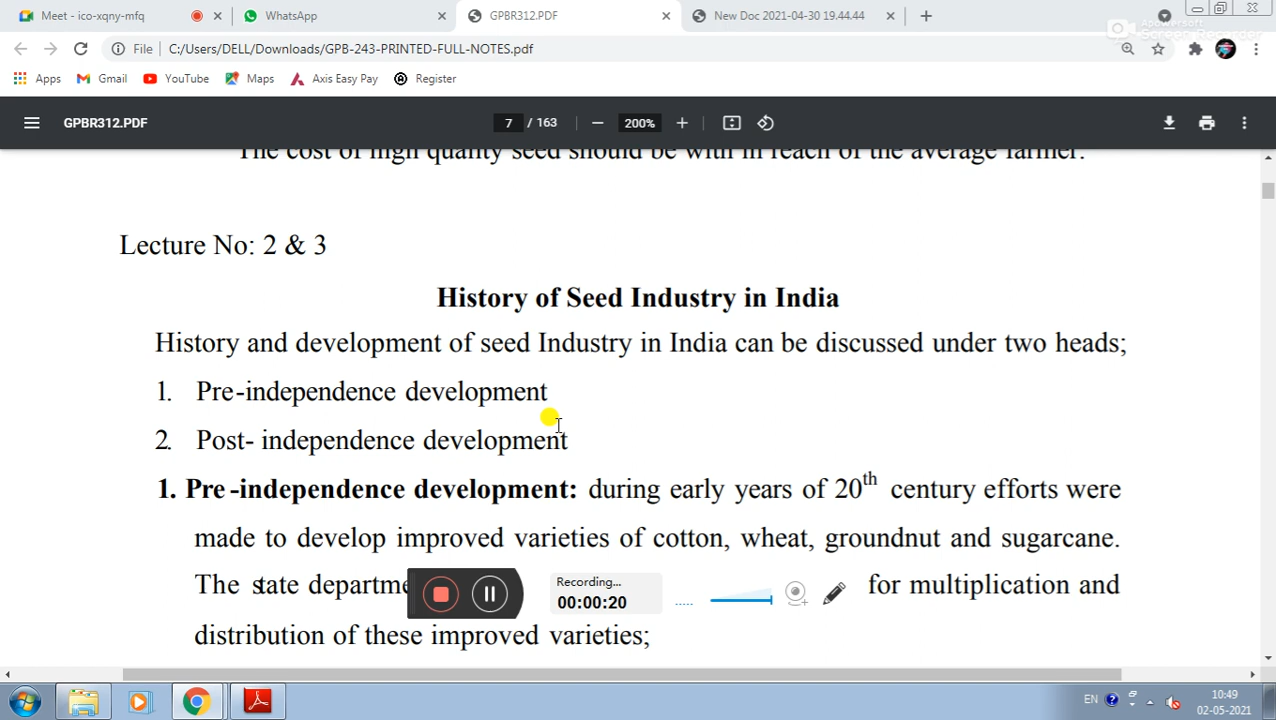 Meet - ico-xqny-mfq
WhatsApp
GPBR312.PDF
New Doc 2021-04-30 19.44.44
File
C:/Users/DELL/Downloads/GPB-243-PRINTED-FULL-NOTES.pdf
Apowersoft
Screen Recorder
Apps
Gmail
YouTube
Maps
Axis Easy Pay
Register
GPBR312.PDF
7 / 163
200%
The cost of high quality seed should be with in reach of the average farmer.
Lecture No: 2 & 3
History of Seed Industry in India
History and development of seed Industry in India can be discussed under two heads;
1. Pre-independence development
2. Post- independence development
1. Pre-independence development: during early years of 20th century efforts were
made to develop improved varieties of cotton, wheat, groundnut and sugarcane.
The state departme for multiplication and
distribution of these improved varieties;
Recording...
00:00:20
EN
10:49
02-05-2021